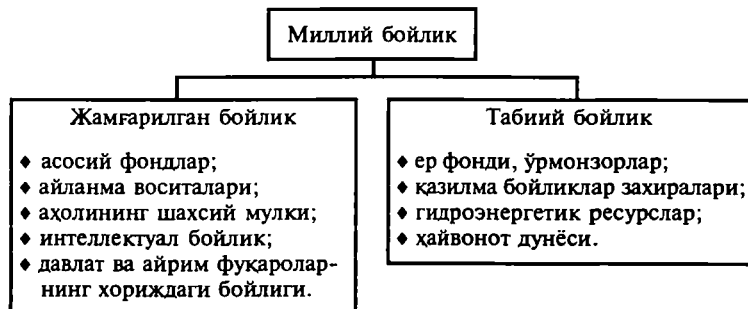 Миллий бойлик
Жамғарилган бойлик
♦ асосий фондлар;
♦ айланма воситалари;
♦ аҳолининг шахсий мулки;
♦ интеллектуал бойлик;
♦ давлат ва айрим фуқаролар-
нинг хориждаги бойлиги.
Табиий бойлик
♦ ер фонди, ўрмонзорлар;
♦ қазилма бойликлар захиралари;
♦ гидроэнергетик ресурслар;
♦ ҳайвонот дунёси.